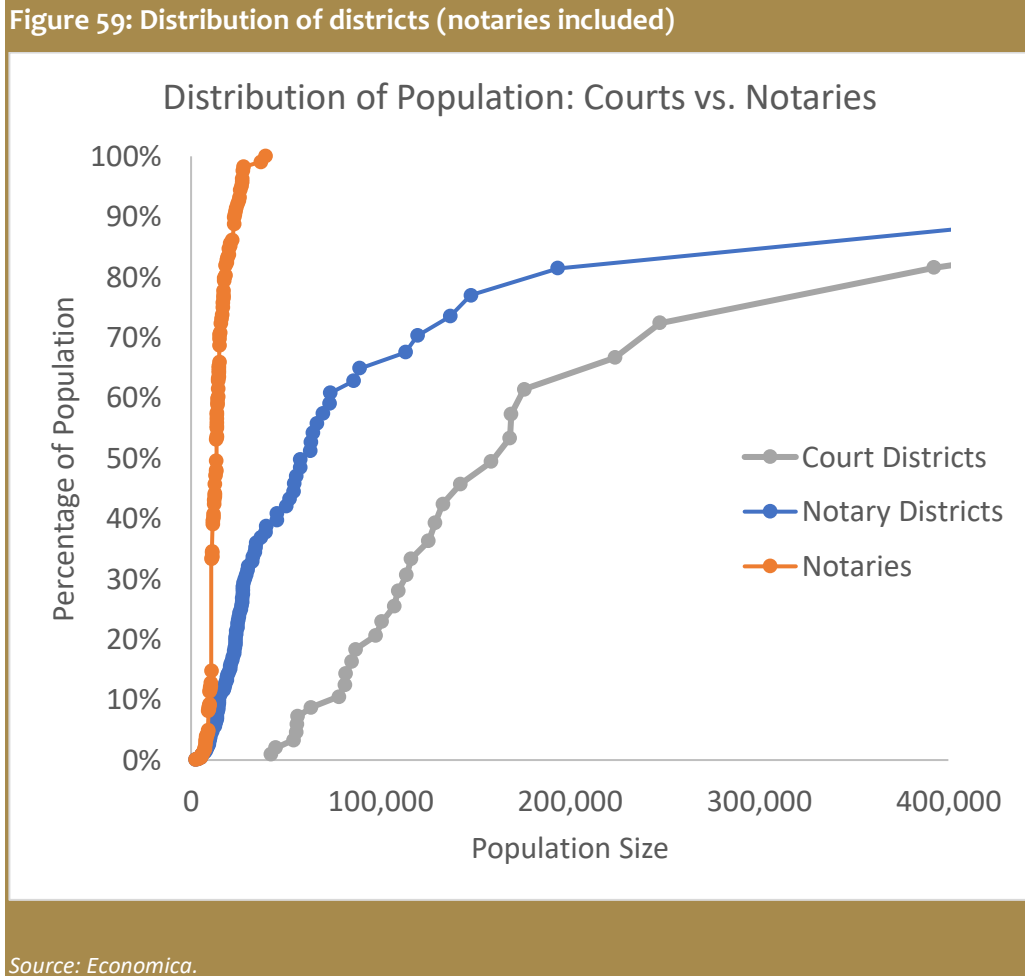 Figure 59: Distribution of districts (notaries included)
Distribution of Population: Courts vs. Notaries
100%
90%
80%
70%
60%
50%
40%
30%
20%
10%
0%
Percentage of Population
Court Districts
Notary Districts
Notaries
0 100,000 200,000 300,000 400,000
Population Size
Source: Economica.